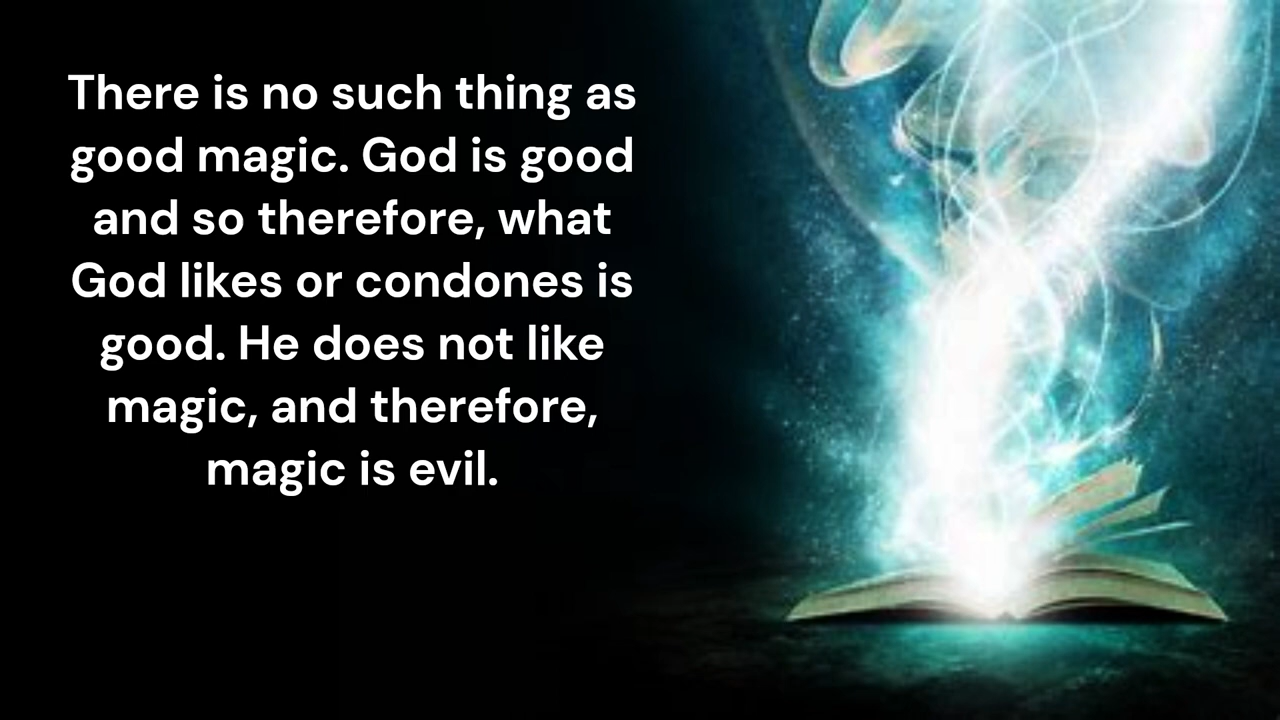 There is no such thing as
good magic. God is good
and so therefore, what
God likes or condones is
good. He does not like
magic, and therefore,
magic is evil.